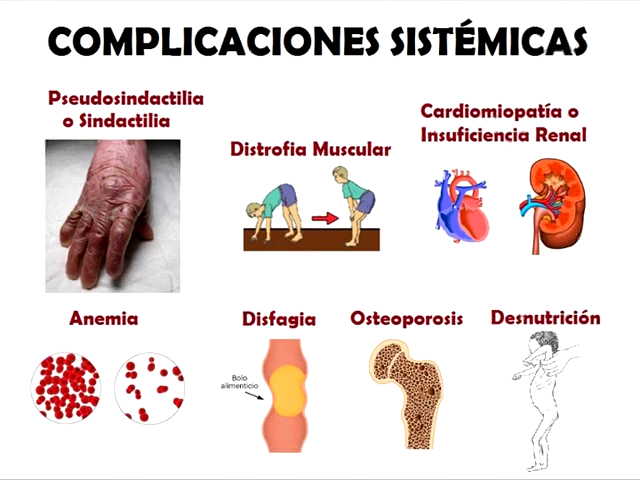 COMPLICACIONES SISTÉMICAS
Pseudosindactilia
o Sindactilia
Distrofia Muscular
Cardiomiopatía o
Insuficiencia Renal
Anemia
Disfagia
Osteoporosis
Desnutrición
Bolo
alimenticio